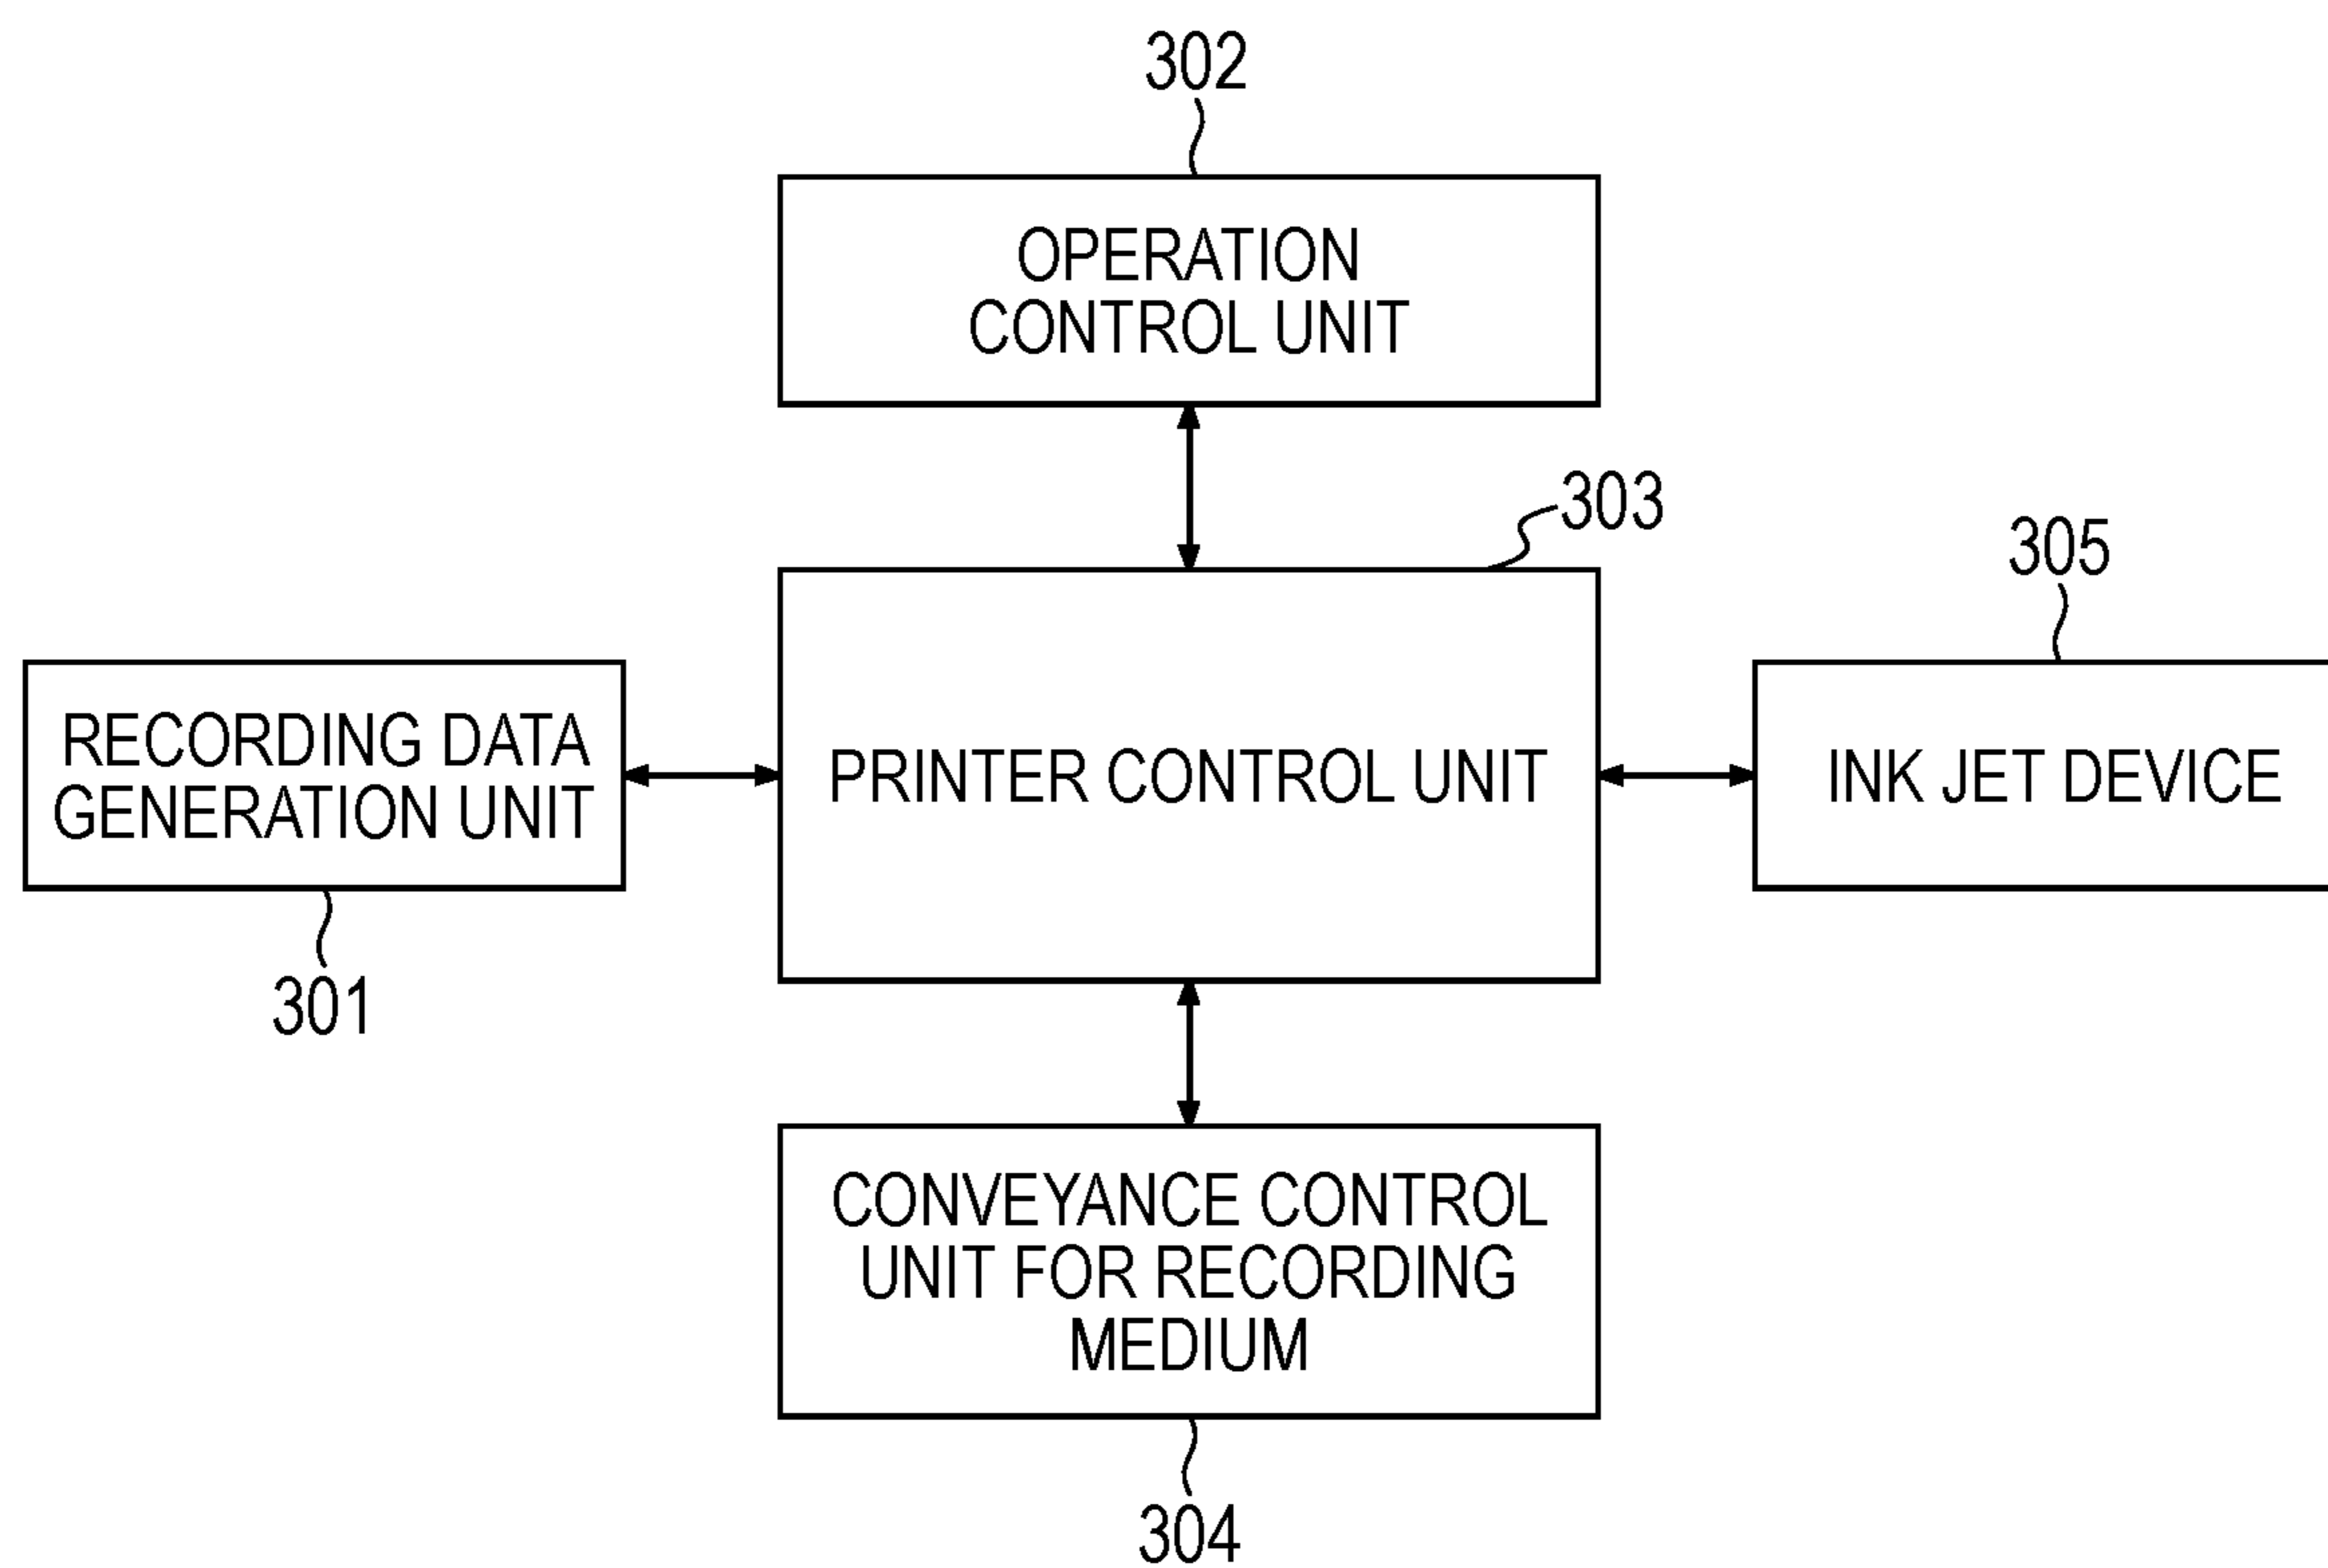 302
OPERATION
CONTROL UNIT
303
305
RECORDING DATA
GENERATION UNIT
PRINTER CONTROL UNIT
INK JET DEVICE
301
CONVEYANCE CONTROL
UNIT FOR RECORDING
MEDIUM
304